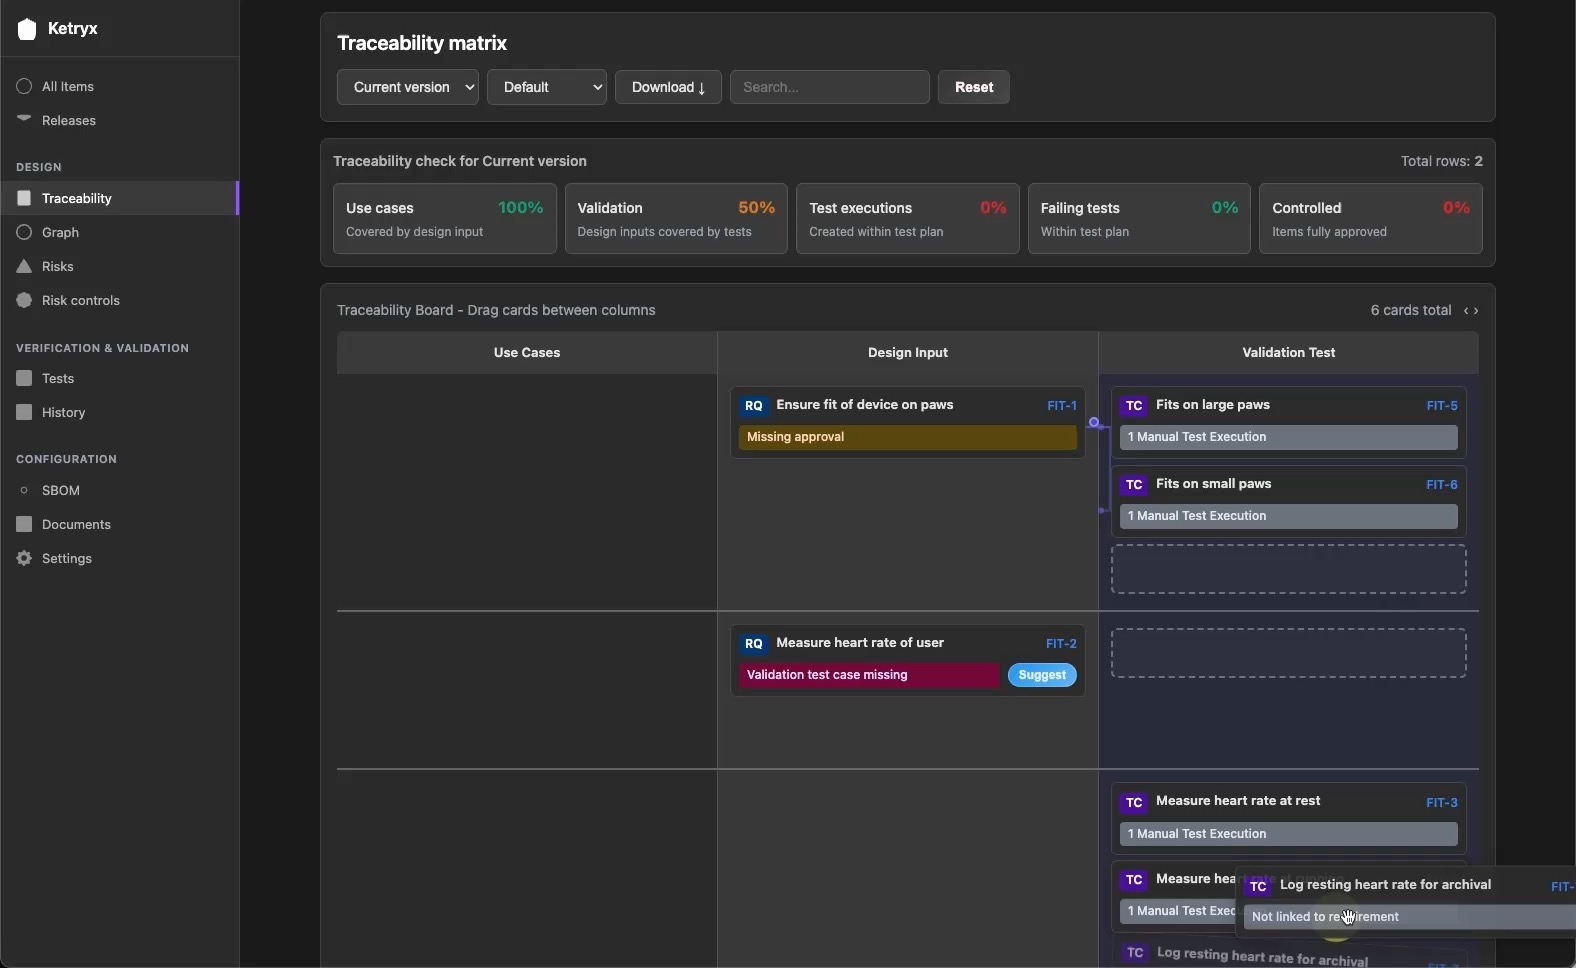 Ketryx
All Items
Releases
DESIGN
Traceability
Graph
Risks
Risk controls
VERIFICATION & VALIDATION
Tests
History
CONFIGURATION
SBOM
Documents
Settings
Traceability matrix
Current version
Default
Download ↓
Search...
Reset
Traceability check for Current version
Total rows: 2
Use cases 100%
Covered by design input
Validation 50%
Design inputs covered by tests
Test executions 0%
Created within test plan
Failing tests 0%
Within test plan
Controlled 0%
Items fully approved
Traceability Board - Drag cards between columns
6 cards total ‹ ›
Use Cases
Design Input
Validation Test
RQ Ensure fit of device on paws FIT-1
Missing approval
TC Fits on large paws FIT-5
1 Manual Test Execution
TC Fits on small paws FIT-6
1 Manual Test Execution
RQ Measure heart rate of user FIT-2
Validation test case missing
Suggest
TC Measure heart rate at rest FIT-3
1 Manual Test Execution
TC Measure
1 Manual Test
TC Log resting heart rate for archival FIT-
Not linked to requirement
TC Log resting heart rate for archival